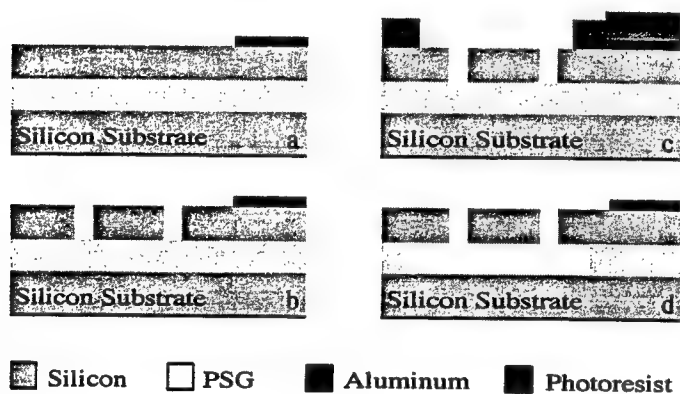 Silicon Substrate a
Silicon Substrate c
Silicon Substrate b
Silicon Substrate d
Silicon PSG Aluminum Photoresist